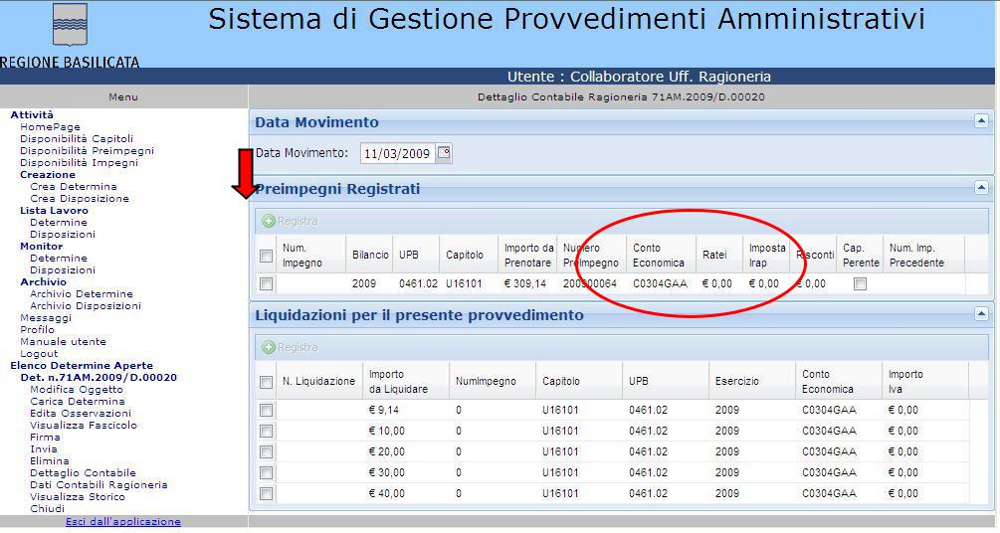 Sistema di Gestione Provvedimenti Amministrativi
REGIONE BASILICATA
Utente : Collaboratore Uff. Ragioneria
Menu
Dettaglio Contabile Ragioneria 71AM.2009/D.00020
Attività
HomePage
Disponibilità Capitoli
Disponibilità Preimpegni
Disponibilità Impegni
Creazione
Crea Determina
Crea Disposizione
Lista Lavoro
Determine
Disposizioni
Monitor
Determine
Disposizioni
Archivio
Archivio Determine
Archivio Disposizioni
Messaggi
Profilo
Manuale utente
Logout
Elenco Determine Aperte
Det. n.71AM.2009/D.00020
Modifica Oggetto
Carica Determina
Edita Osservazioni
Visualizza Fascicolo
Firma
Invia
Elimina
Dettaglio Contabile
Dati Contabili Ragioneria
Visualizza Storico
Chiudi
Esci dall'applicazione
Data Movimento
Data Movimento: 11/03/2009
Preimpegni Registrati
Registra
Num. Impegno Bilancio UPB Capitolo Importo da Prenotare Numero PreImpegno Conto Economica Ratei Imposta Irap Risconti Cap. Perente Num. Imp. Precedente
2009 0461.02 U16101 € 309,14 200900064 C0304GAA € 0,00 € 0,00 € 0,00
Liquidazioni per il presente provvedimento
Registra
N. Liquidazione Importo da Liquidare NumImpegno Capitolo UPB Esercizio Conto Economica Importo Iva
€ 9,14 0 U16101 0461.02 2009 C0304GAA € 0,00
€ 10,00 0 U16101 0461.02 2009 C0304GAA € 0,00
€ 20,00 0 U16101 0461.02 2009 C0304GAA € 0,00
€ 30,00 0 U16101 0461.02 2009 C0304GAA € 0,00
€ 40,00 0 U16101 0461.02 2009 C0304GAA € 0,00